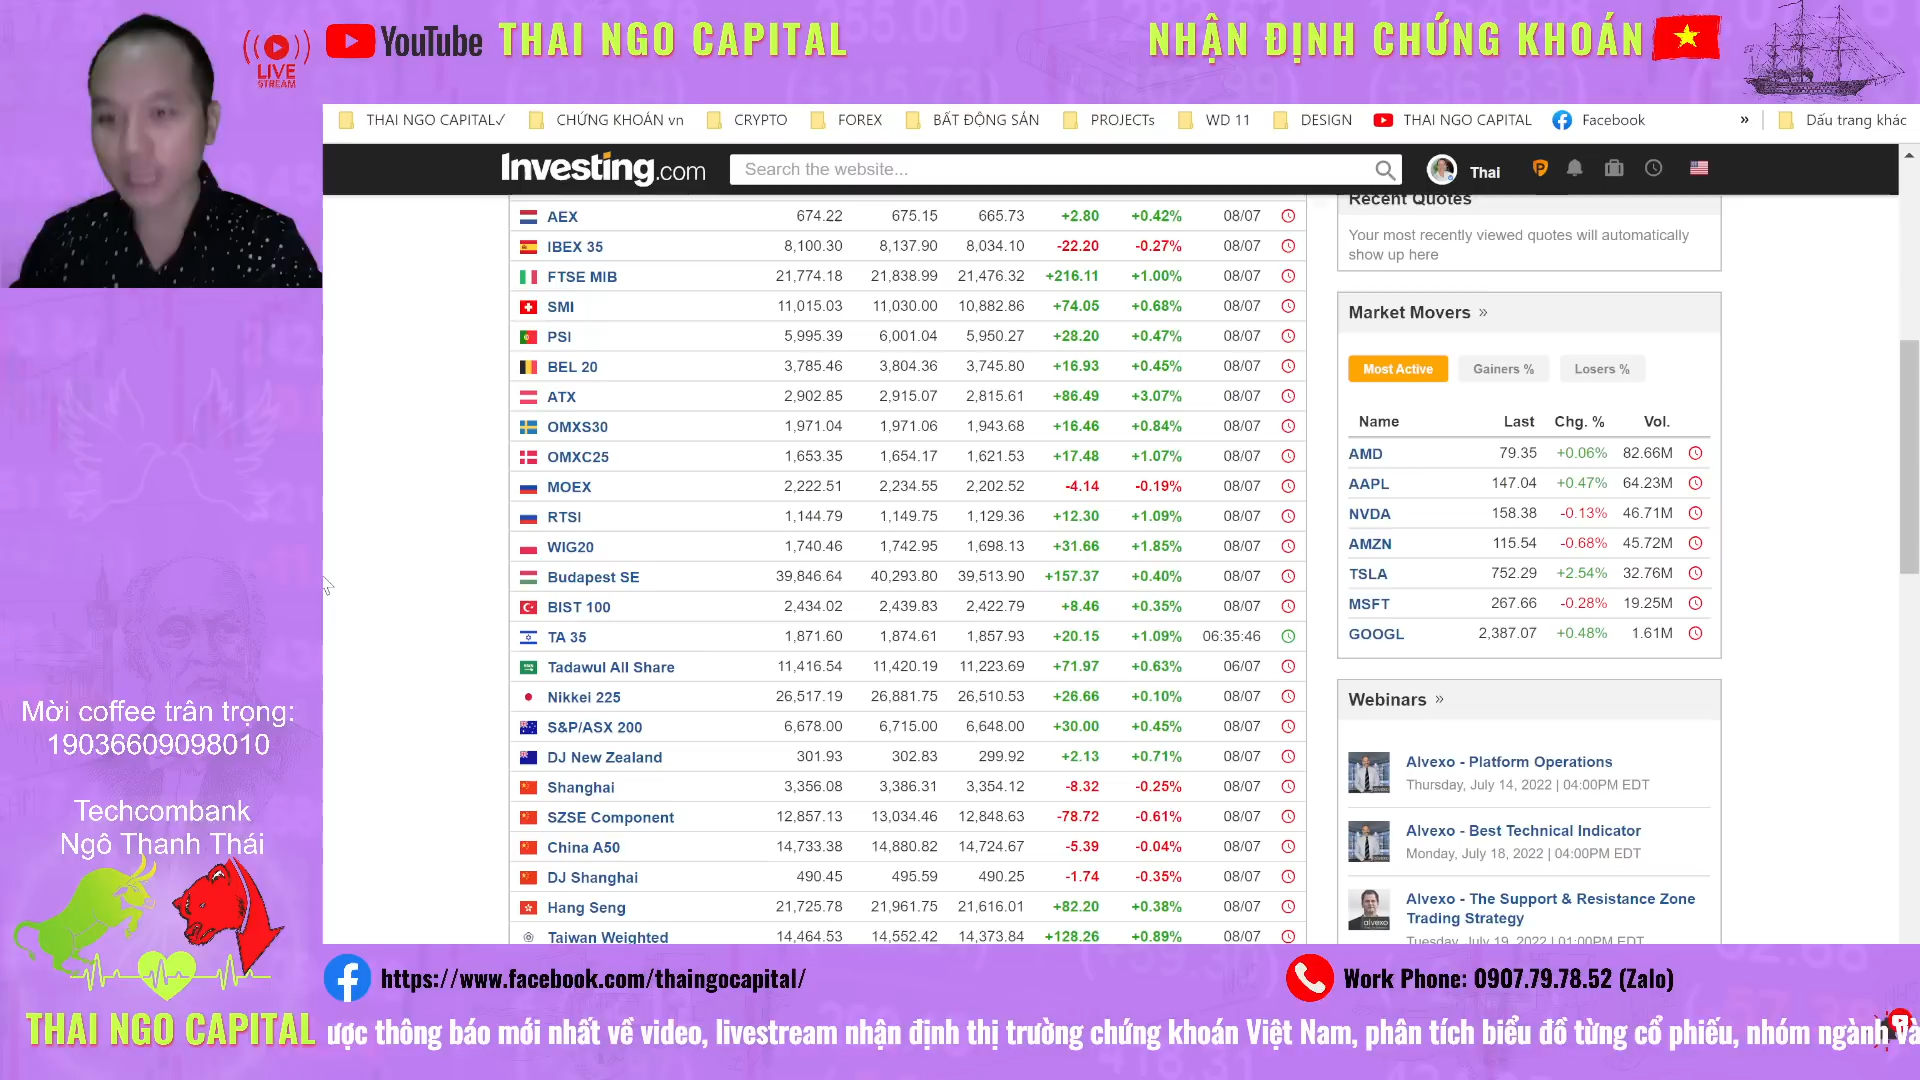 LIVE
STREAM
YouTube THAI NGO CAPITAL
NHẬN ĐỊNH CHỨNG KHOÁN
THAI NGO CAPITAL✓ CHỨNG KHOÁN vn CRYPTO FOREX BẤT ĐỘNG SẢN PROJECTs WD 11 DESIGN THAI NGO CAPITAL Facebook » Dấu trang khác
Investing.com Search the website... Thai
AEX 674.22 675.15 665.73 +2.80 +0.42% 08/07
IBEX 35 8,100.30 8,137.90 8,034.10 -22.20 -0.27% 08/07
FTSE MIB 21,774.18 21,838.99 21,476.32 +216.11 +1.00% 08/07
SMI 11,015.03 11,030.00 10,882.86 +74.05 +0.68% 08/07
PSI 5,995.39 6,001.04 5,950.27 +28.20 +0.47% 08/07
BEL 20 3,785.46 3,804.36 3,745.80 +16.93 +0.45% 08/07
ATX 2,902.85 2,915.07 2,815.61 +86.49 +3.07% 08/07
OMXS30 1,971.04 1,971.06 1,943.68 +16.46 +0.84% 08/07
OMXC25 1,653.35 1,654.17 1,621.53 +17.48 +1.07% 08/07
MOEX 2,222.51 2,234.55 2,202.52 -4.14 -0.19% 08/07
RTSI 1,144.79 1,149.75 1,129.36 +12.30 +1.09% 08/07
WIG20 1,740.46 1,742.95 1,698.13 +31.66 +1.85% 08/07
Budapest SE 39,846.64 40,293.80 39,513.90 +157.37 +0.40% 08/07
BIST 100 2,434.02 2,439.83 2,422.79 +8.46 +0.35% 08/07
TA 35 1,871.60 1,874.61 1,857.93 +20.15 +1.09% 06:35:46
Tadawul All Share 11,416.54 11,420.19 11,223.69 +71.97 +0.63% 06/07
Nikkei 225 26,517.19 26,881.75 26,510.53 +26.66 +0.10% 08/07
S&P/ASX 200 6,678.00 6,715.00 6,648.00 +30.00 +0.45% 08/07
DJ New Zealand 301.93 302.83 299.92 +2.13 +0.71% 08/07
Shanghai 3,356.08 3,386.31 3,354.12 -8.32 -0.25% 08/07
SZSE Component 12,857.13 13,034.46 12,848.63 -78.72 -0.61% 08/07
China A50 14,733.38 14,880.82 14,724.67 -5.39 -0.04% 08/07
DJ Shanghai 490.45 495.59 490.25 -1.74 -0.35% 08/07
Hang Seng 21,725.78 21,961.75 21,616.01 +82.20 +0.38% 08/07
Taiwan Weighted 14,464.53 14,552.42 14,373.84 +128.26 +0.89% 08/07
Recent Quotes
Your most recently viewed quotes will automatically
show up here
Market Movers »
Most Active Gainers % Losers %
Name Last Chg. % Vol.
AMD 79.35 +0.06% 82.66M
AAPL 147.04 +0.47% 64.23M
NVDA 158.38 -0.13% 46.71M
AMZN 115.54 -0.68% 45.72M
TSLA 752.29 +2.54% 32.76M
MSFT 267.66 -0.28% 19.25M
GOOGL 2,387.07 +0.48% 1.61M
Webinars »
Alvexo - Platform Operations
Thursday, July 14, 2022 | 04:00PM EDT
Alvexo - Best Technical Indicator
Monday, July 18, 2022 | 04:00PM EDT
Alvexo - The Support & Resistance Zone
Trading Strategy
Tuesday, July 19, 2022 | 01:00PM EDT
Mời coffee trân trọng:
19036609098010
Techcombank
Ngô Thanh Thái
https://www.facebook.com/thaingocapital/
Work Phone: 0907.79.78.52 (Zalo)
THAI NGO CAPITAL
ược thông báo mới nhất về video, livestream nhận định thị trường chứng khoán Việt Nam, phân tích biểu đồ từng cổ phiếu, nhóm ngành và